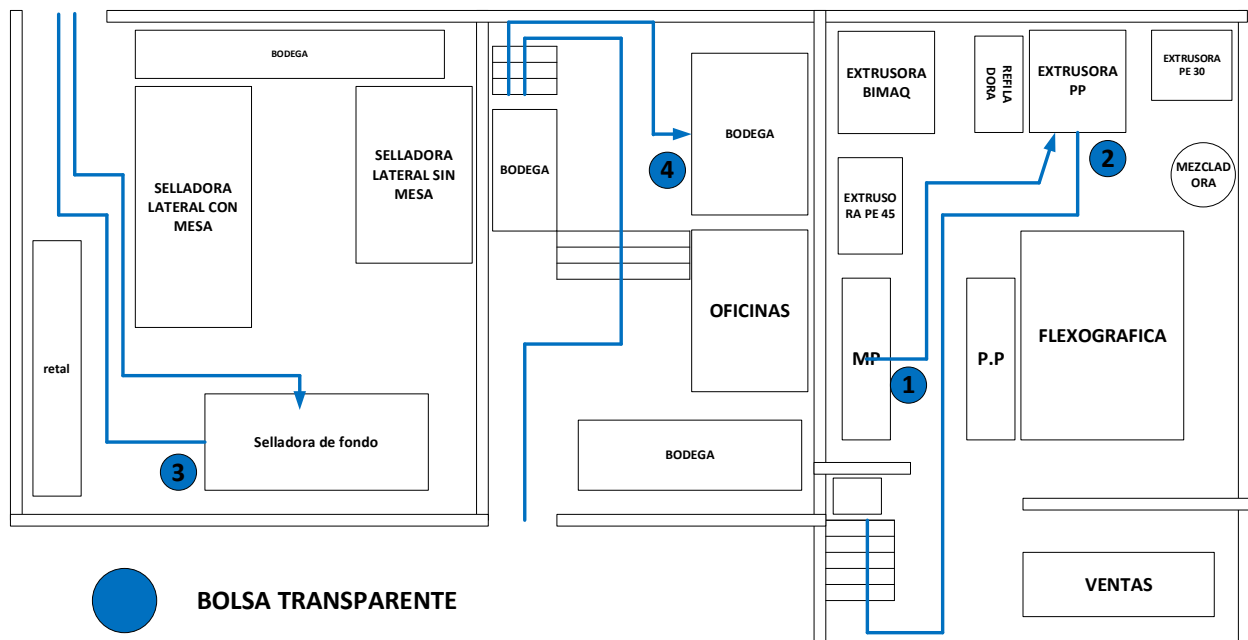 BODEGA
SELLADORA
LATERAL CON
MESA
SELLADORA
LATERAL SIN
MESA
retal
Selladora de fondo
3
BODEGA
4
BODEGA
OFICINAS
BODEGA
EXTRUSORA
BIMAQ
REFILA
DORA
EXTRUSORA
PP
EXTRUSORA
PE 30
2
MEZCLAD
ORA
EXTRUSO
RA PE 45
MP
1
P.P
FLEXOGRAFICA
VENTAS
BOLSA TRANSPARENTE